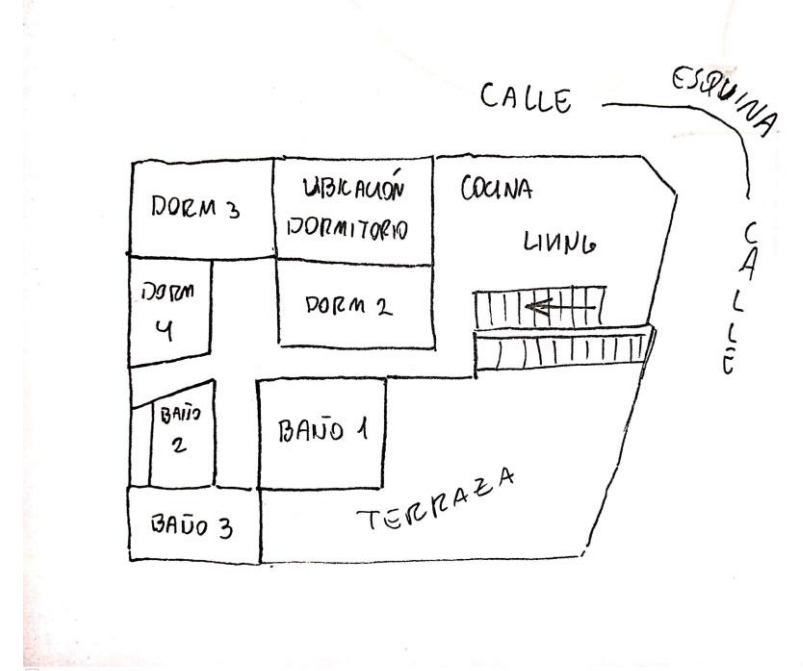 CALLE
ESQUINA
CALLE
DORM 3
UBICACIÓN
DORMITORIO
COCINA
LIVING
DORM
4
DORM 2
BAÑO
2
BAÑO 1
TERRAZA
BAÑO 3